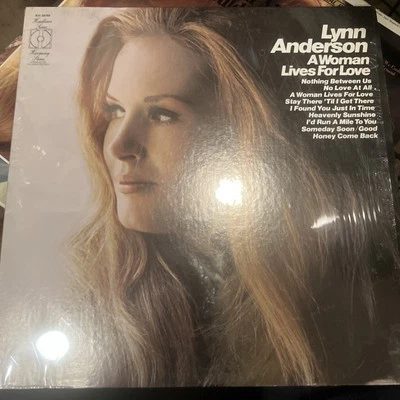 Lynn
Anderson
A Woman
Lives For Love
Nothing Between Us
No Love At All
A Woman Lives For Love
Stay There 'Til I Get There
I Found You Just In Time
Heavenly Sunshine
I'd Run A Mile To You
Someday Soon/Good
Honey Come Back